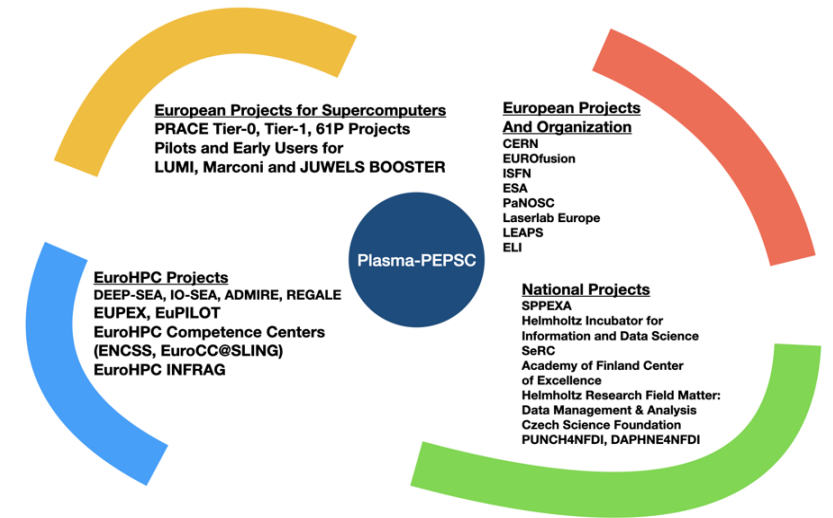 European Projects for Supercomputers
PRACE Tier-0, Tier-1, 61P Projects
Pilots and Early Users for
LUMI, Marconi and JUWELS BOOSTER
European Projects
And Organization
CERN
EUROfusion
ISFN
ESA
PaNOSC
Laserlab Europe
LEAPS
ELI
Plasma-PEPSC
EuroHPC Projects
DEEP-SEA, IO-SEA, ADMIRE, REGALE
EUPEX, EuPILOT
EuroHPC Competence Centers
(ENCSS, EuroCC@SLING)
EuroHPC INFRAG
National Projects
SPPEXA
Helmholtz Incubator for
Information and Data Science
SeRC
Academy of Finland Center
of Excellence
Helmholtz Research Field Matter:
Data Management & Analysis
Czech Science Foundation
PUNCH4NFDI, DAPHNE4NFDI